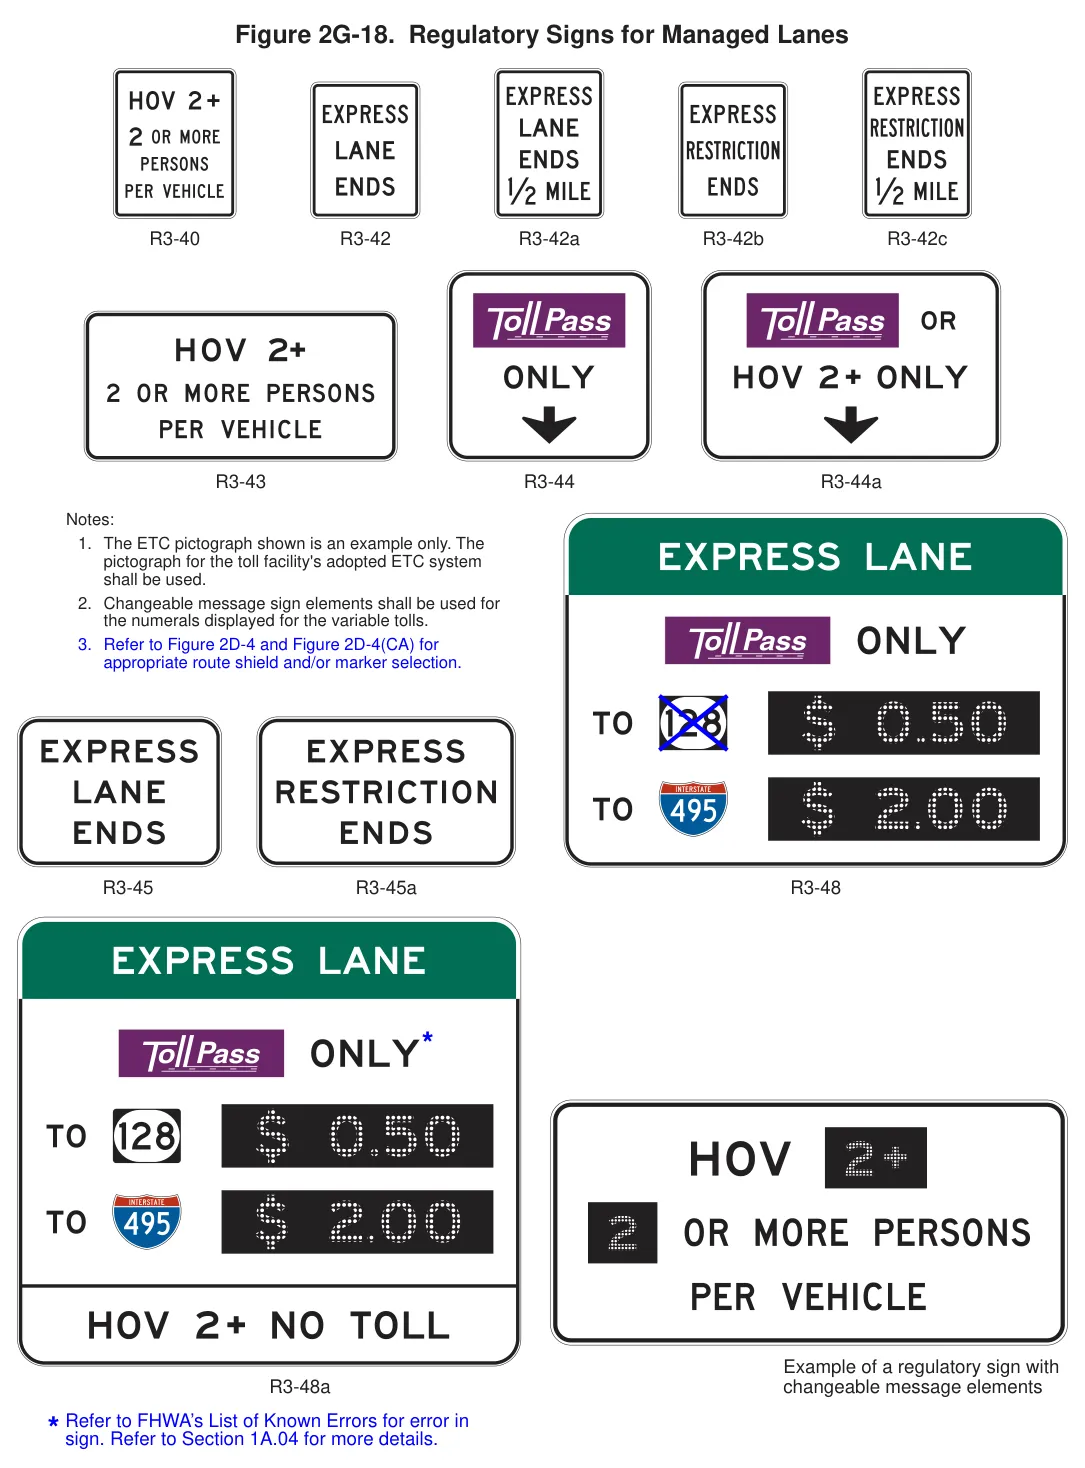 Figure 2G-18.  Regulatory Signs for Managed Lanes
HOV 2+
2 OR MORE
PERSONS
PER VEHICLE
R3-40
EXPRESS
LANE
ENDS
R3-42
EXPRESS
LANE
ENDS
1/2 MILE
R3-42a
EXPRESS
RESTRICTION
ENDS
R3-42b
EXPRESS
RESTRICTION
ENDS
1/2 MILE
R3-42c
HOV 2+
2 OR MORE PERSONS
PER VEHICLE
R3-43
Toll Pass
ONLY
R3-44
Toll Pass OR
HOV 2+ ONLY
R3-44a
Notes:
1. The ETC pictograph shown is an example only. The
pictograph for the toll facility's adopted ETC system
shall be used.
2. Changeable message sign elements shall be used for
the numerals displayed for the variable tolls.
3. Refer to Figure 2D-4 and Figure 2D-4(CA) for
appropriate route shield and/or marker selection.
EXPRESS LANE
Toll Pass ONLY
TO 128 $ 0.50
TO INTERSTATE 495 $ 2.00
R3-48
EXPRESS
LANE
ENDS
R3-45
EXPRESS
RESTRICTION
ENDS
R3-45a
EXPRESS LANE
Toll Pass ONLY*
TO 128 $ 0.50
TO INTERSTATE 495 $ 2.00
HOV 2+ NO TOLL
R3-48a
HOV 2+
2 OR MORE PERSONS
PER VEHICLE
Example of a regulatory sign with
changeable message elements
* Refer to FHWA's List of Known Errors for error in
sign. Refer to Section 1A.04 for more details.